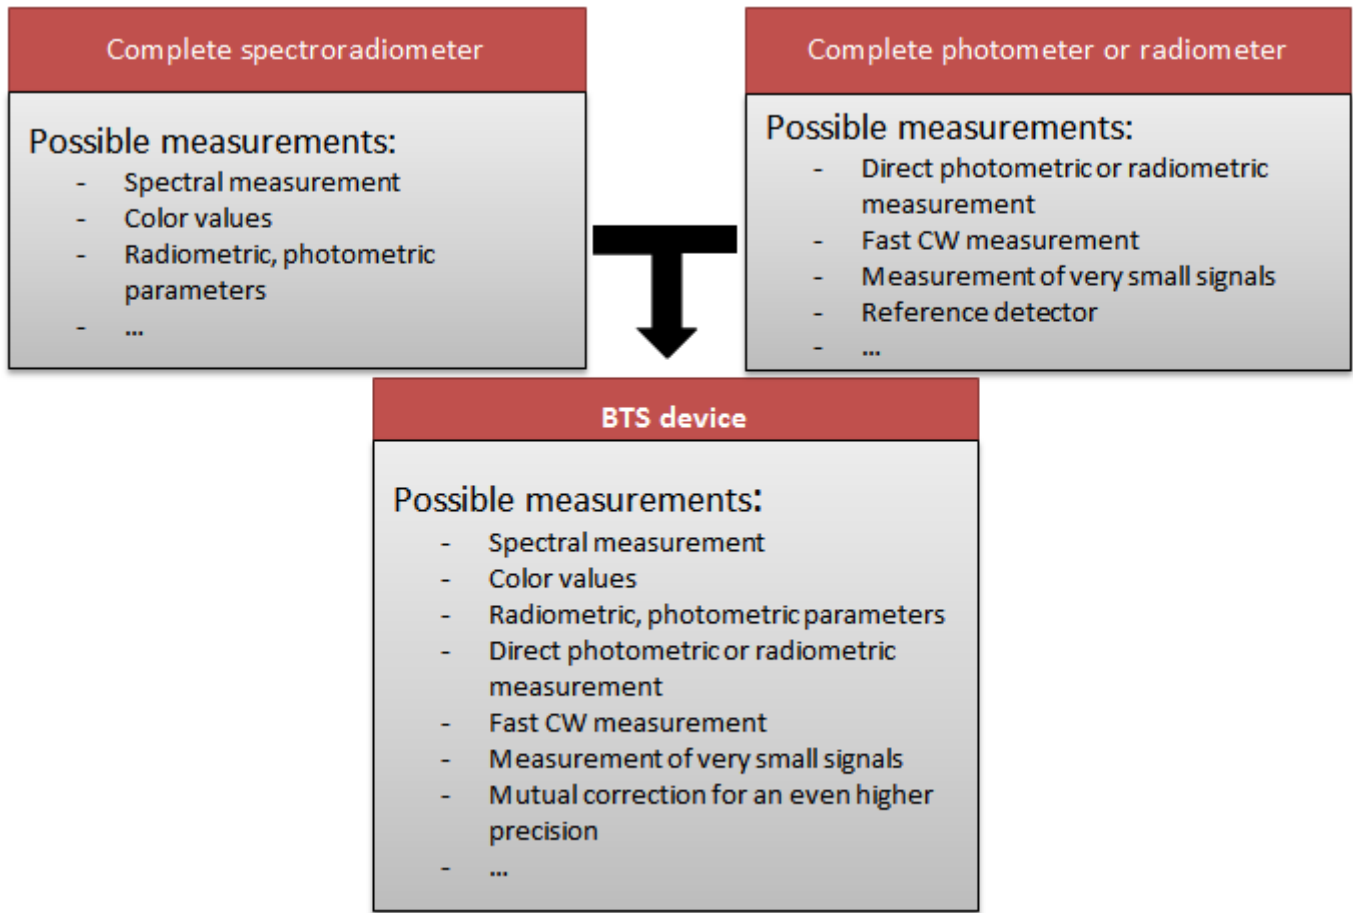 Complete spectroradiometer
Possible measurements:
- Spectral measurement
- Color values
- Radiometric, photometric
parameters
- ...
Complete photometer or radiometer
Possible measurements:
- Direct photometric or radiometric
measurement
- Fast CW measurement
- Measurement of very small signals
- Reference detector
- ...
BTS device
Possible measurements:
- Spectral measurement
- Color values
- Radiometric, photometric parameters
- Direct photometric or radiometric
measurement
- Fast CW measurement
- Measurement of very small signals
- Mutual correction for an even higher
precision
- ...